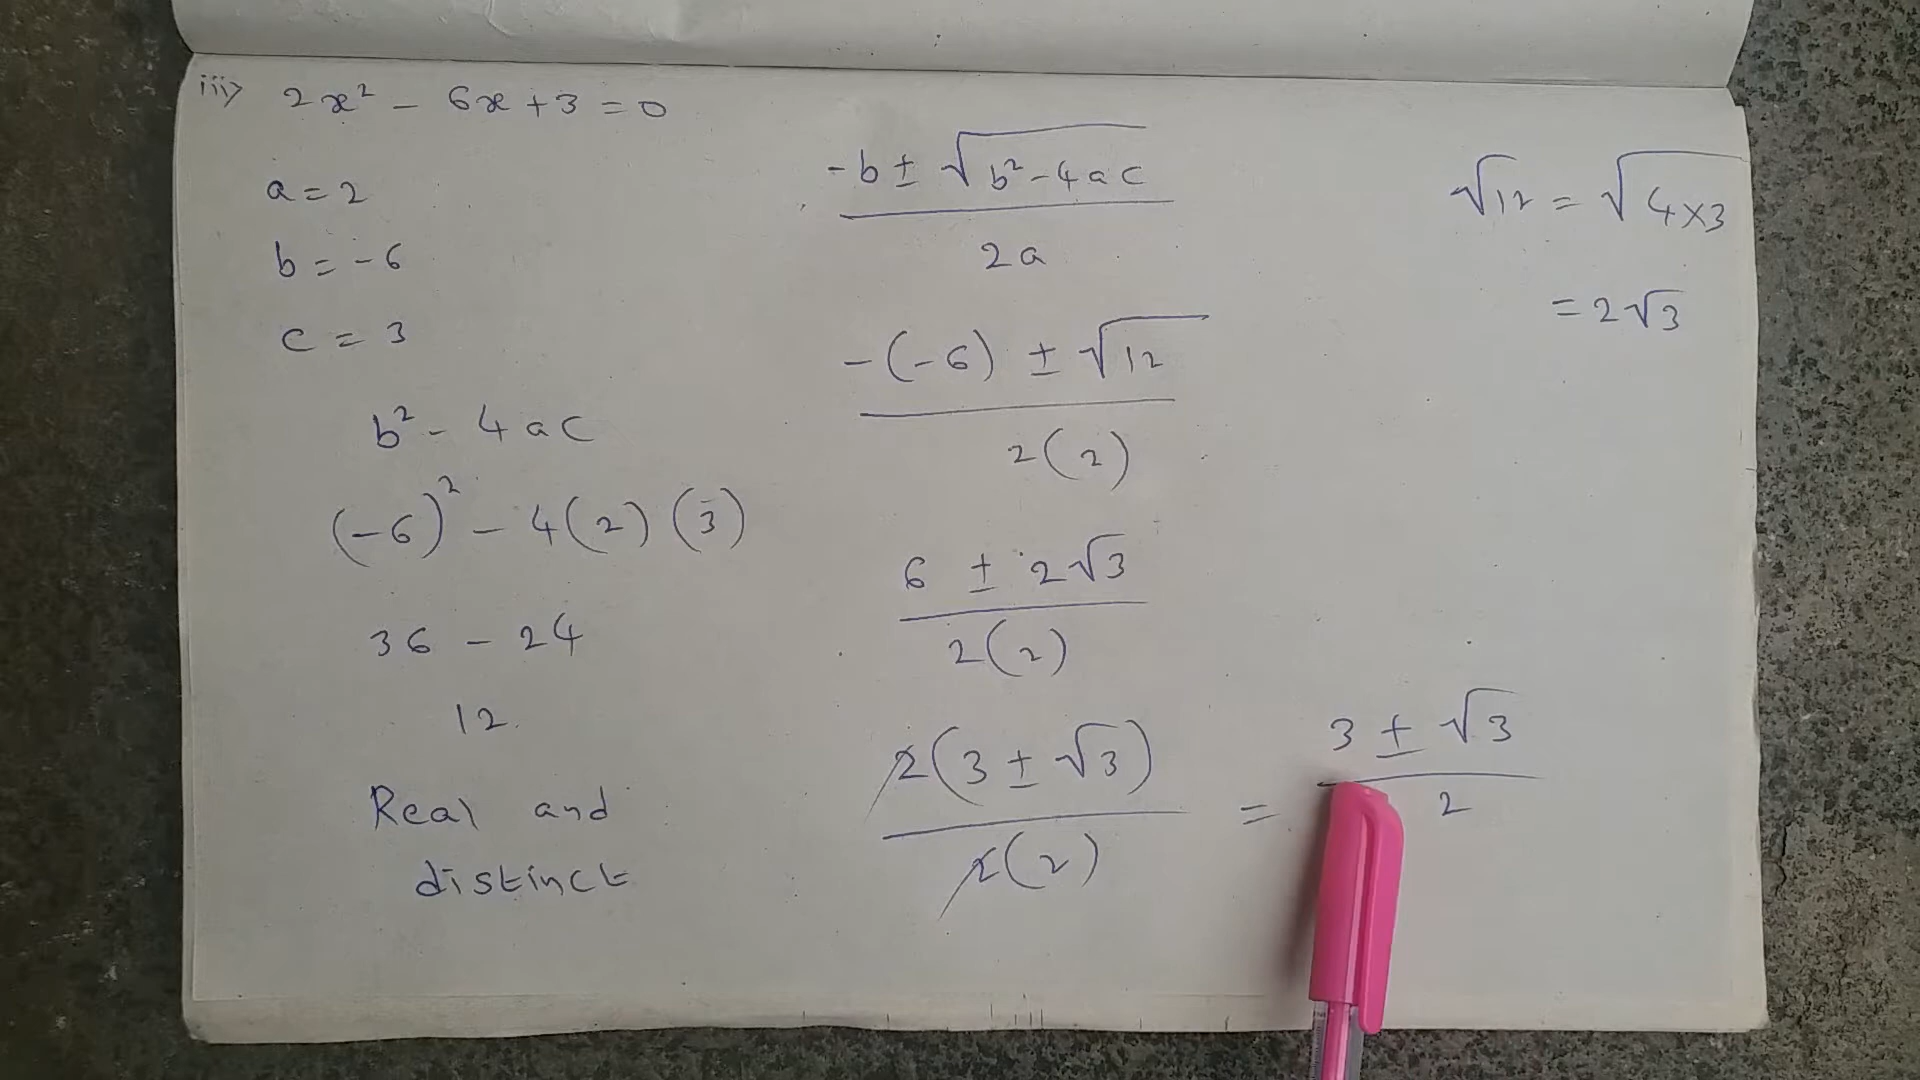 iii) 2x² - 6x + 3 = 0
a = 2
b = -6
c = 3
b² - 4ac
(-6)² - 4(2)(3)
36 - 24
12.
Real and
distinct
-b ± √b²-4ac
2a
-(-6) ± √12
2(2)
6 ± 2√3
2(2)
2(3 ± √3)
2(2)
= 3 ± √3
2
√12 = √4×3
= 2√3